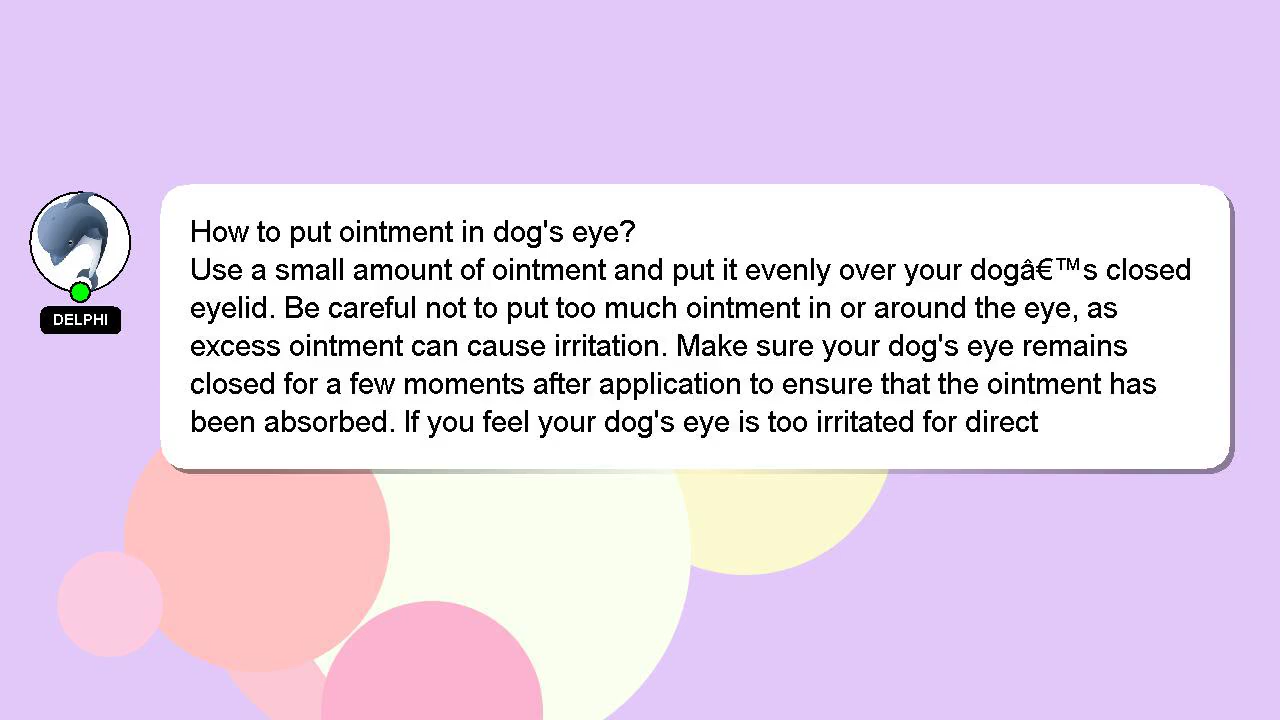 How to put ointment in dog's eye?
Use a small amount of ointment and put it evenly over your dogâ€™s closed
eyelid. Be careful not to put too much ointment in or around the eye, as
excess ointment can cause irritation. Make sure your dog's eye remains
closed for a few moments after application to ensure that the ointment has
been absorbed. If you feel your dog's eye is too irritated for direct
DELPHI